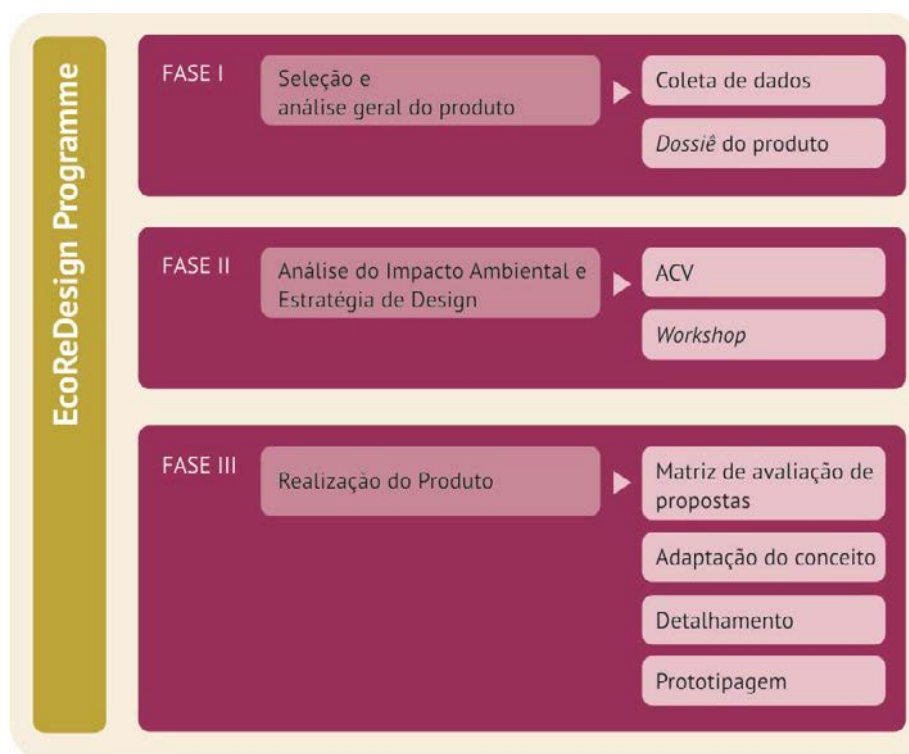 EcoReDesign Programme
FASE I
Seleção e
análise geral do produto
Coleta de dados
Dossiê do produto
FASE II
Análise do Impacto Ambiental e
Estratégia de Design
ACV
Workshop
FASE III
Realização do Produto
Matriz de avaliação de
propostas
Adaptação do conceito
Detalhamento
Prototipagem